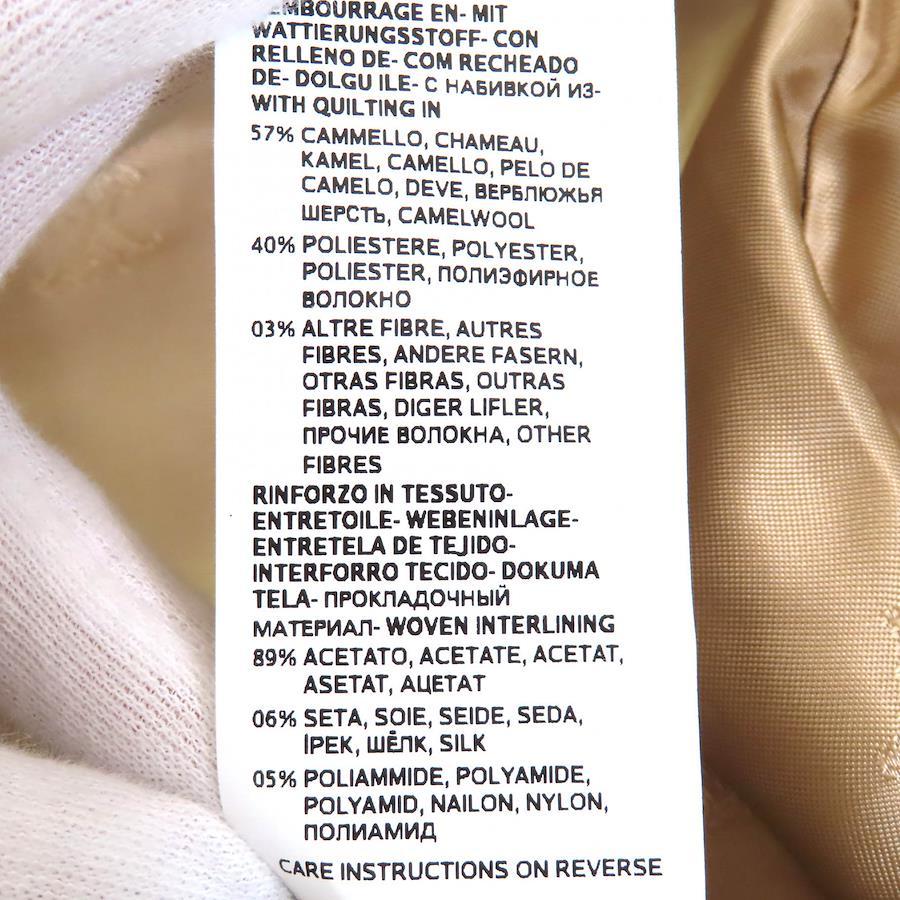 REMBOURRAGE EN- MIT
WATTIERUNGSSTOFF- CON
RELLENO DE- COM RECHEADO
DE- DOLGU ILE- С НАБИВКОЙ ИЗ-
WITH QUILTING IN
57% CAMMELLO, CHAMEAU,
KAMEL, CAMELLO, PELO DE
CAMELO, DEVE, ВЕРБЛЮЖЬЯ
ШЕРСТЬ, CAMELWOOL
40% POLIESTERE, POLYESTER,
POLIESTER, ПОЛИЭФИРНОЕ
ВОЛОКНО
03% ALTRE FIBRE, AUTRES
FIBRES, ANDERE FASERN,
OTRAS FIBRAS, OUTRAS
FIBRAS, DIGER LIFLER,
ПРОЧИЕ ВОЛОКНА, OTHER
FIBRES
RINFORZO IN TESSUTO-
ENTRETOILE- WEBENINLAGE-
ENTRETELA DE TEJIDO-
INTERFORRO TECIDO- DOKUMA
TELA- ПРОКЛАДОЧНЫЙ
МАТЕРИАЛ- WOVEN INTERLINING
89% ACETATO, ACETATE, ACETAT,
ASETAT, АЦЕТАТ
06% SETA, SOIE, SEIDE, SEDA,
İPEK, ШЁЛК, SILK
05% POLIAMMIDE, POLYAMIDE,
POLYAMID, NAILON, NYLON,
ПОЛИАМИД
CARE INSTRUCTIONS ON REVERSE